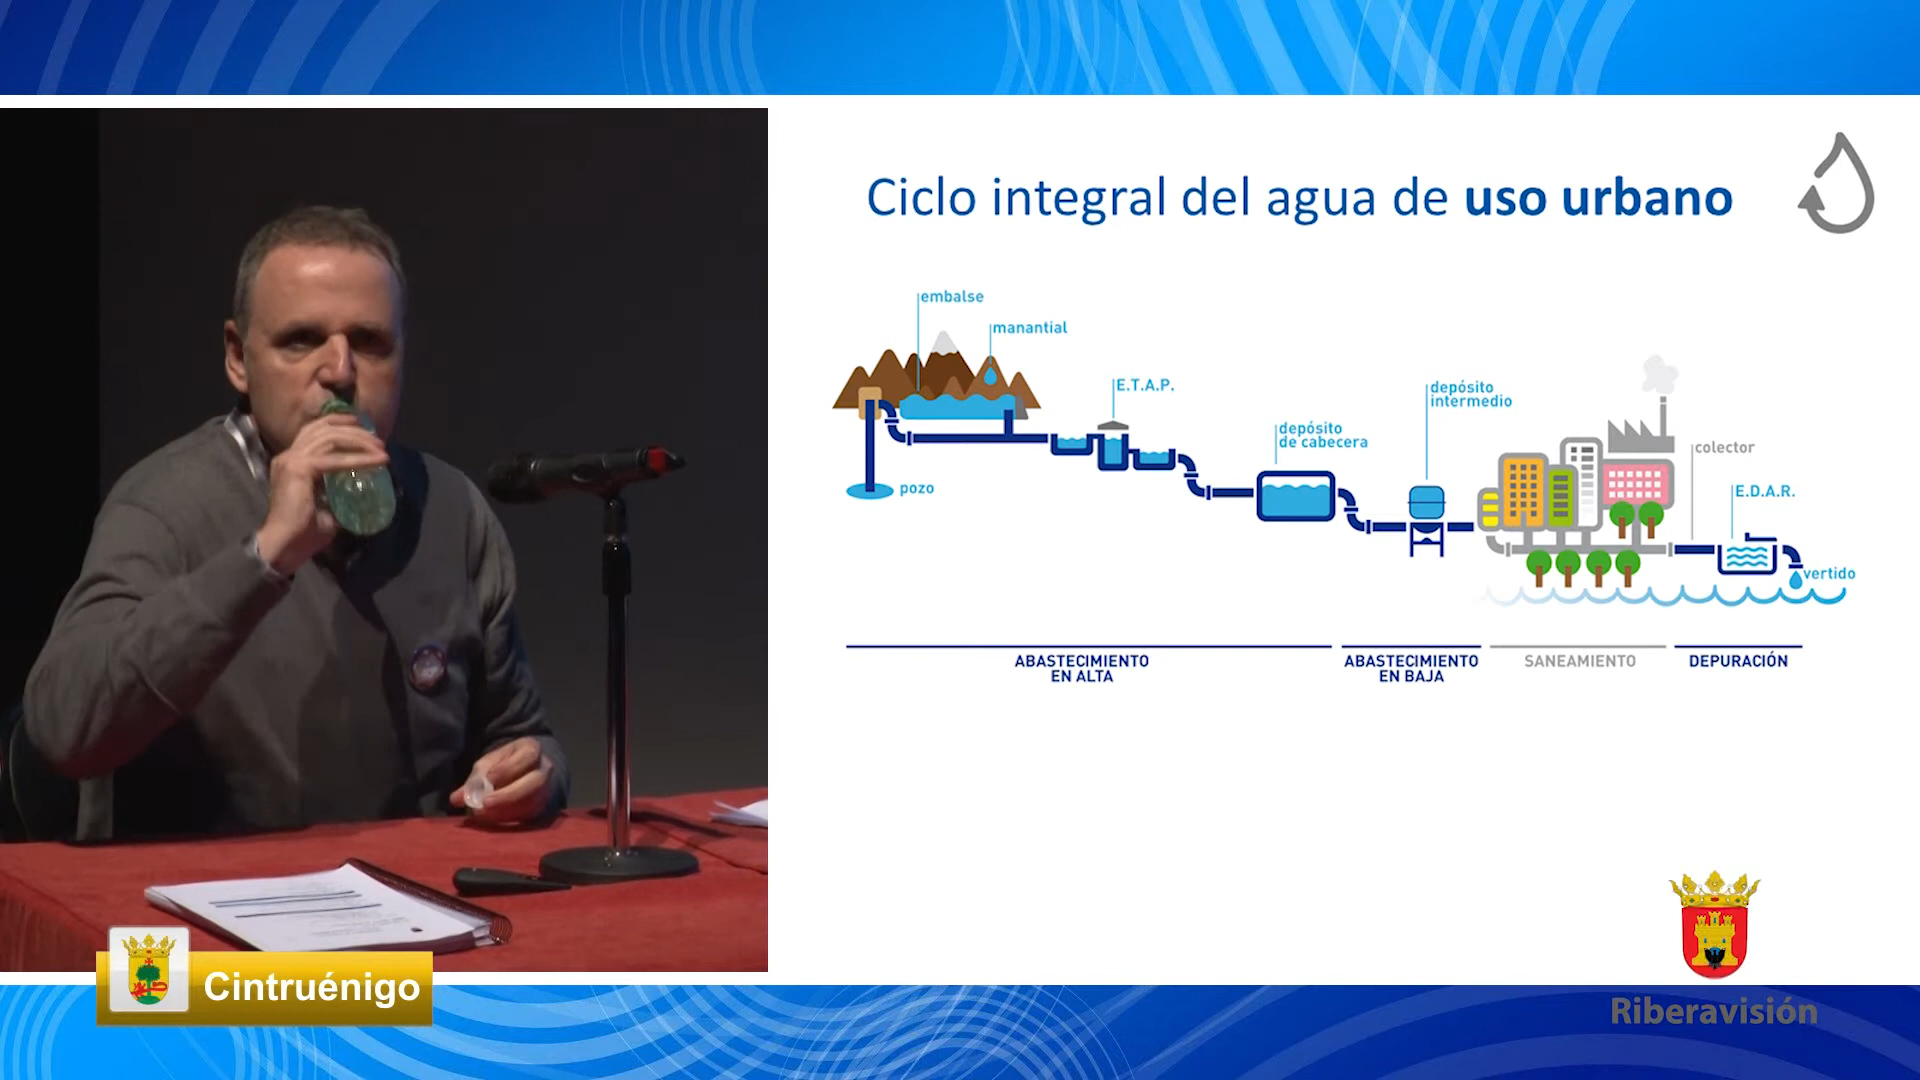 Ciclo integral del agua de uso urbano
embalse
manantial
E.T.A.P.
depósito
intermedio
depósito
de cabecera
colector
pozo
E.D.A.R.
vertido
ABASTECIMIENTO
EN ALTA
ABASTECIMIENTO
EN BAJA
SANEAMIENTO
DEPURACIÓN
Cintruénigo
Riberavisión